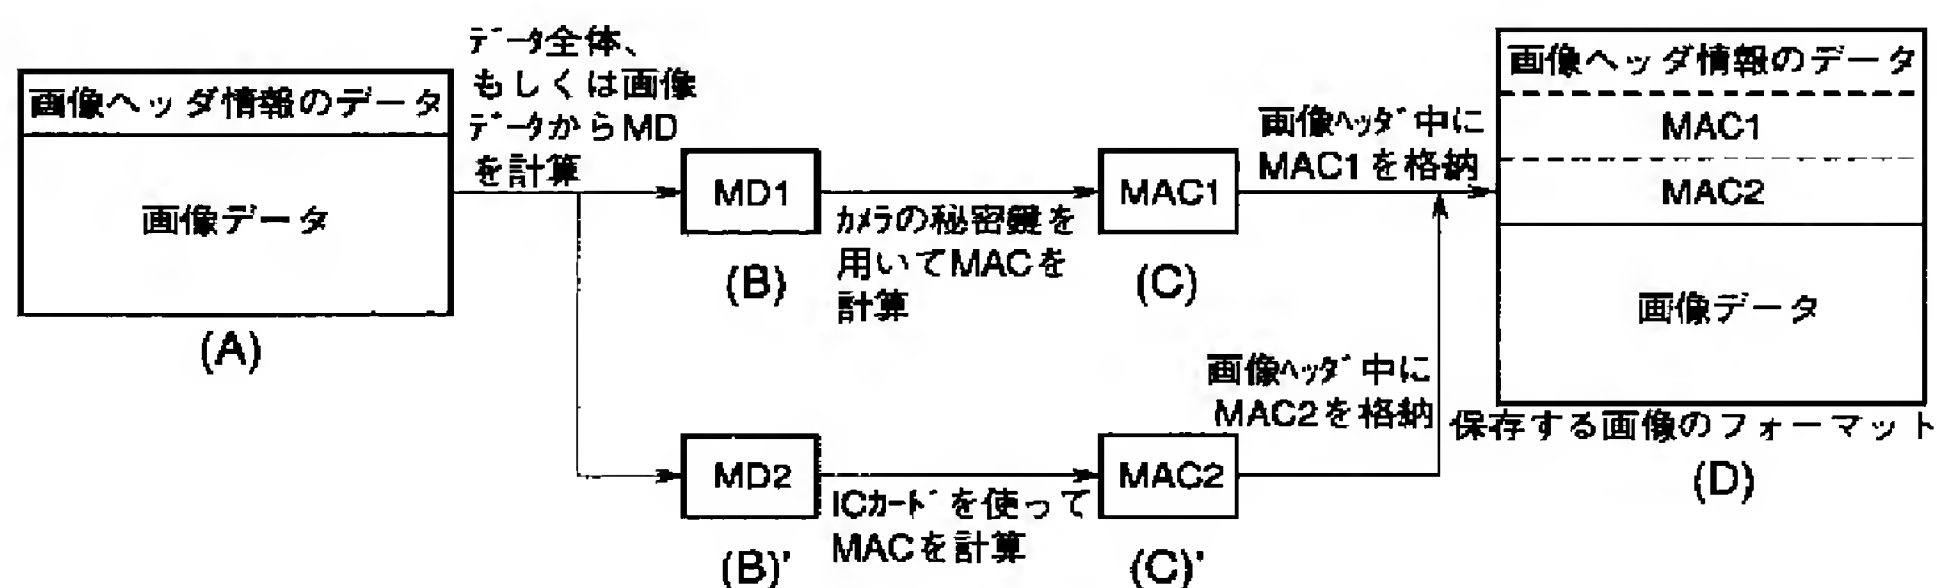 データ全体、
もしくは画像
データからMD
を計算
画像ヘッダ情報のデータ
画像データ
(A)
MD1
(B)
カメラの秘密鍵を
用いてMACを
計算
MAC1
(C)
画像ヘッダ中に
MAC1を格納
MD2
(B)'
ICカードを使って
MACを計算
MAC2
(C)'
画像ヘッダ中に
MAC2を格納
画像ヘッダ情報のデータ
MAC1
MAC2
画像データ
保存する画像のフォーマット
(D)